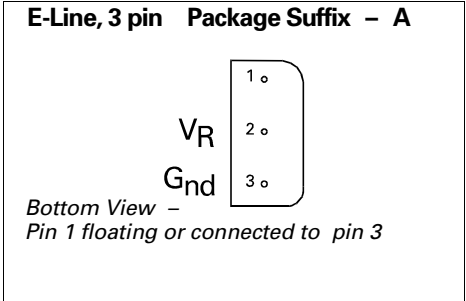 E-Line, 3 pin Package Suffix – A
1
VR 2
Gnd 3
Bottom View –
Pin 1 floating or connected to pin 3